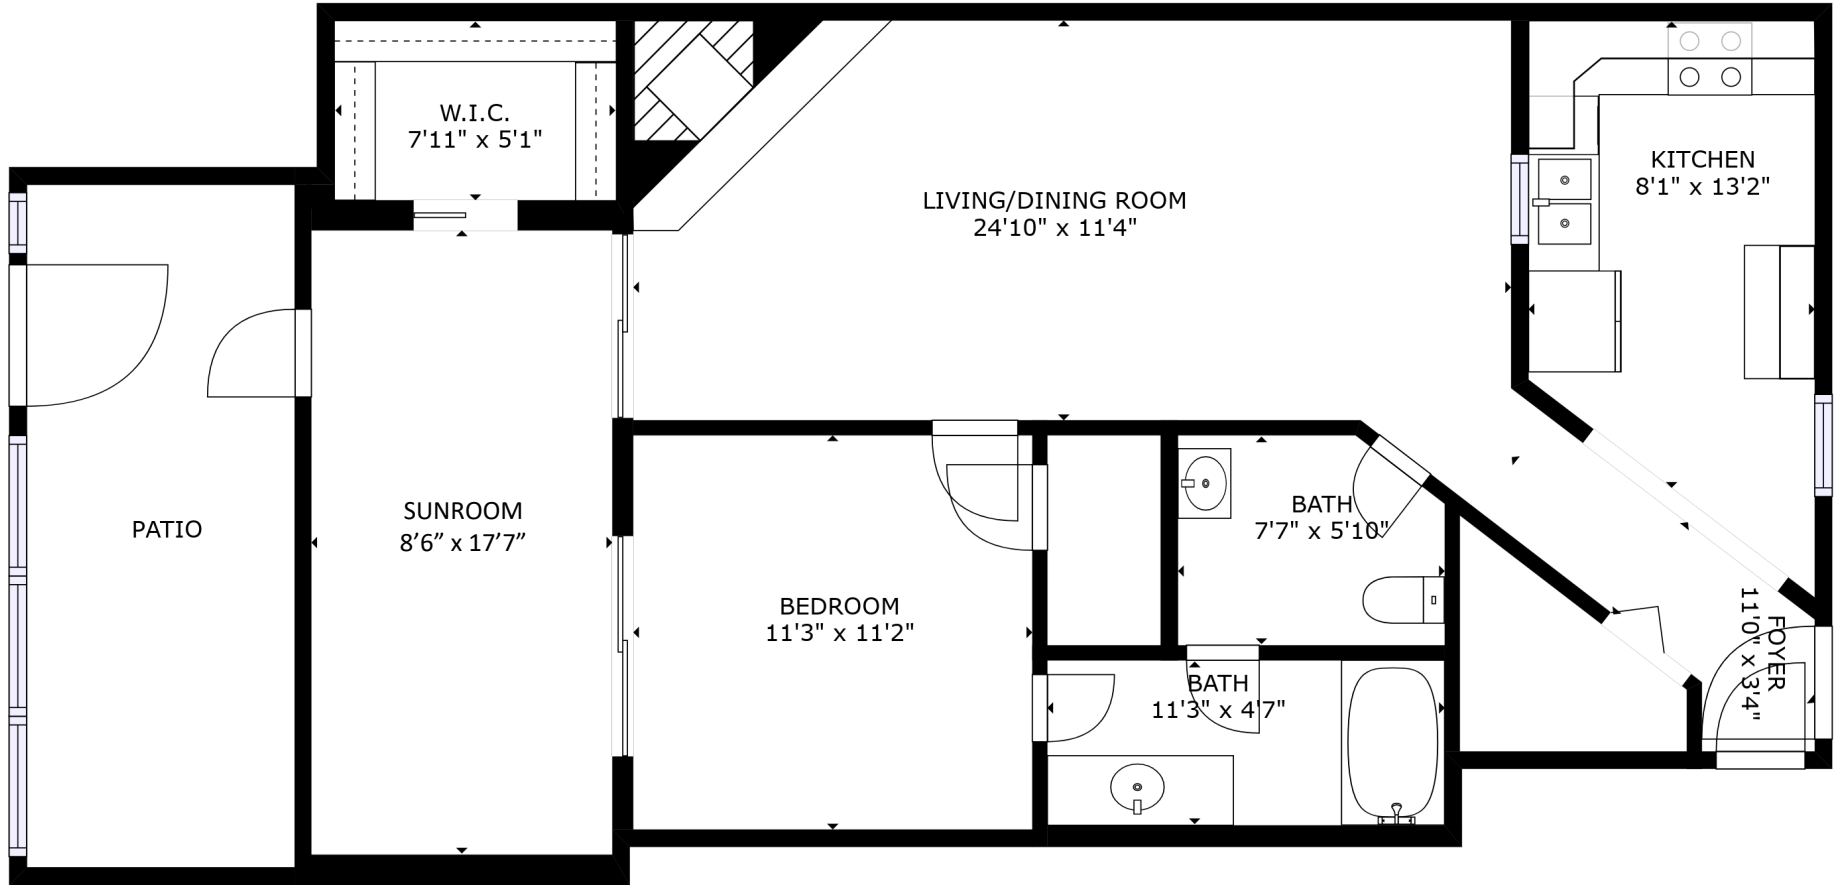 W.I.C.
7'11" x 5'1"
KITCHEN
8'1" x 13'2"
LIVING/DINING ROOM
24'10" x 11'4"
PATIO
SUNROOM
8’6” x 17’7”
BATH
7'7" x 5'10"
BEDROOM
11'3" x 11'2"
BATH
11'3" x 4'7"
FOYER
11'0" x 3'4"